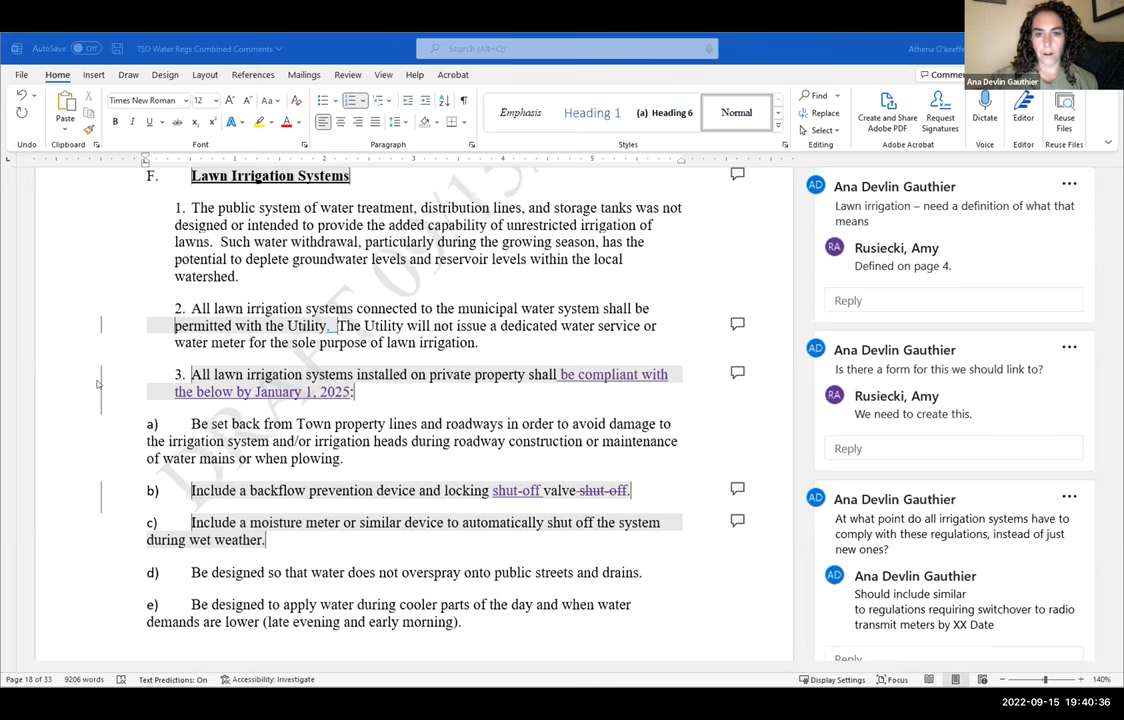 AutoSave Off TSO Water Regs Combined Comments Search (Alt+Q) Athena O'keeffe
File Home Insert Draw Design Layout References Mailings Review View Help Acrobat
Ana Devlin Gauthier
Undo
Paste
Clipboard
Times New Roman 12
Font
Paragraph
Emphasis Heading 1 (a) Heading 6 Normal
Styles
Find
Replace
Select
Editing
Create and Share Adobe PDF
Request Signatures
Adobe Acrobat
Dictate
Voice
Editor
Editor
Reuse Files
Reuse Files
1 2 3 4 5
F. Lawn Irrigation Systems
1. The public system of water treatment, distribution lines, and storage tanks was not
designed or intended to provide the added capability of unrestricted irrigation of
lawns. Such water withdrawal, particularly during the growing season, has the
potential to deplete groundwater levels and reservoir levels within the local
watershed.
2. All lawn irrigation systems connected to the municipal water system shall be
permitted with the Utility. The Utility will not issue a dedicated water service or
water meter for the sole purpose of lawn irrigation.
3. All lawn irrigation systems installed on private property shall be compliant with
the below by January 1, 2025:
a) Be set back from Town property lines and roadways in order to avoid damage to
the irrigation system and/or irrigation heads during roadway construction or maintenance
of water mains or when plowing.
b) Include a backflow prevention device and locking shut-off valve shut-off.
c) Include a moisture meter or similar device to automatically shut off the system
during wet weather.
d) Be designed so that water does not overspray onto public streets and drains.
e) Be designed to apply water during cooler parts of the day and when water
demands are lower (late evening and early morning).
AD Ana Devlin Gauthier
Lawn irrigation – need a definition of what that
means
RA Rusiecki, Amy
Defined on page 4.
Reply
AD Ana Devlin Gauthier
Is there a form for this we should link to?
RA Rusiecki, Amy
We need to create this.
Reply
AD Ana Devlin Gauthier
At what point do all irrigation systems have to
comply with these regulations, instead of just
new ones?
AD Ana Devlin Gauthier
Should include similar
to regulations requiring switchover to radio
transmit meters by XX Date
Reply
Page 18 of 33 9206 words Text Predictions: On Accessibility: Investigate Display Settings Focus 140%
2022-09-15 19:40:36